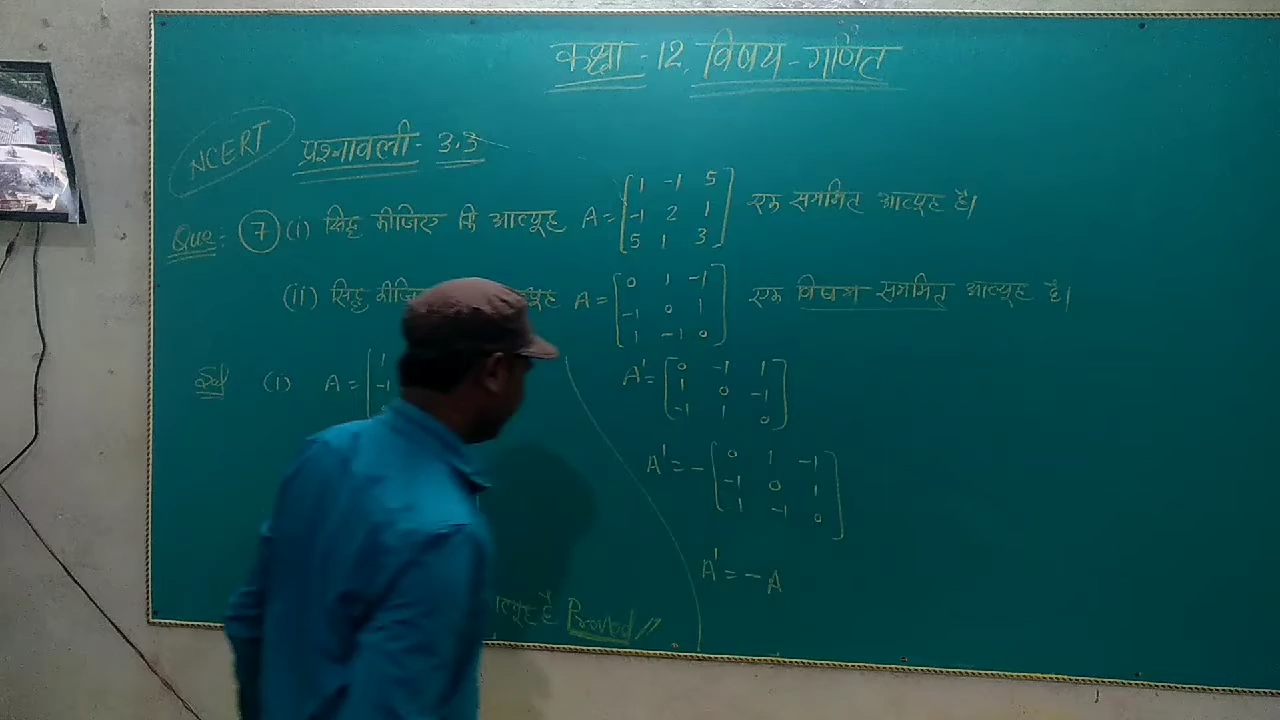 कक्षा - 12, विषय - गणित
NCERT प्रश्नावली - 3.3
Que: 7 (i) सिद्ध कीजिए कि आव्यूह A = [1 -1 5
-1 2 1
5 1 3] एक सममित आव्यूह है।
(ii) सिद्ध आव्यूह A = [0 1 -1
-1 0 1
1 -1 0] एक विषम सममित आव्यूह है।
Sol (i) A = [1
-1
A' = [0 -1 1
1 0 -1
-1 1 0]
A' = - [0 1 -1
-1 0 1
1 -1 0]
A' = - A
है Proved //